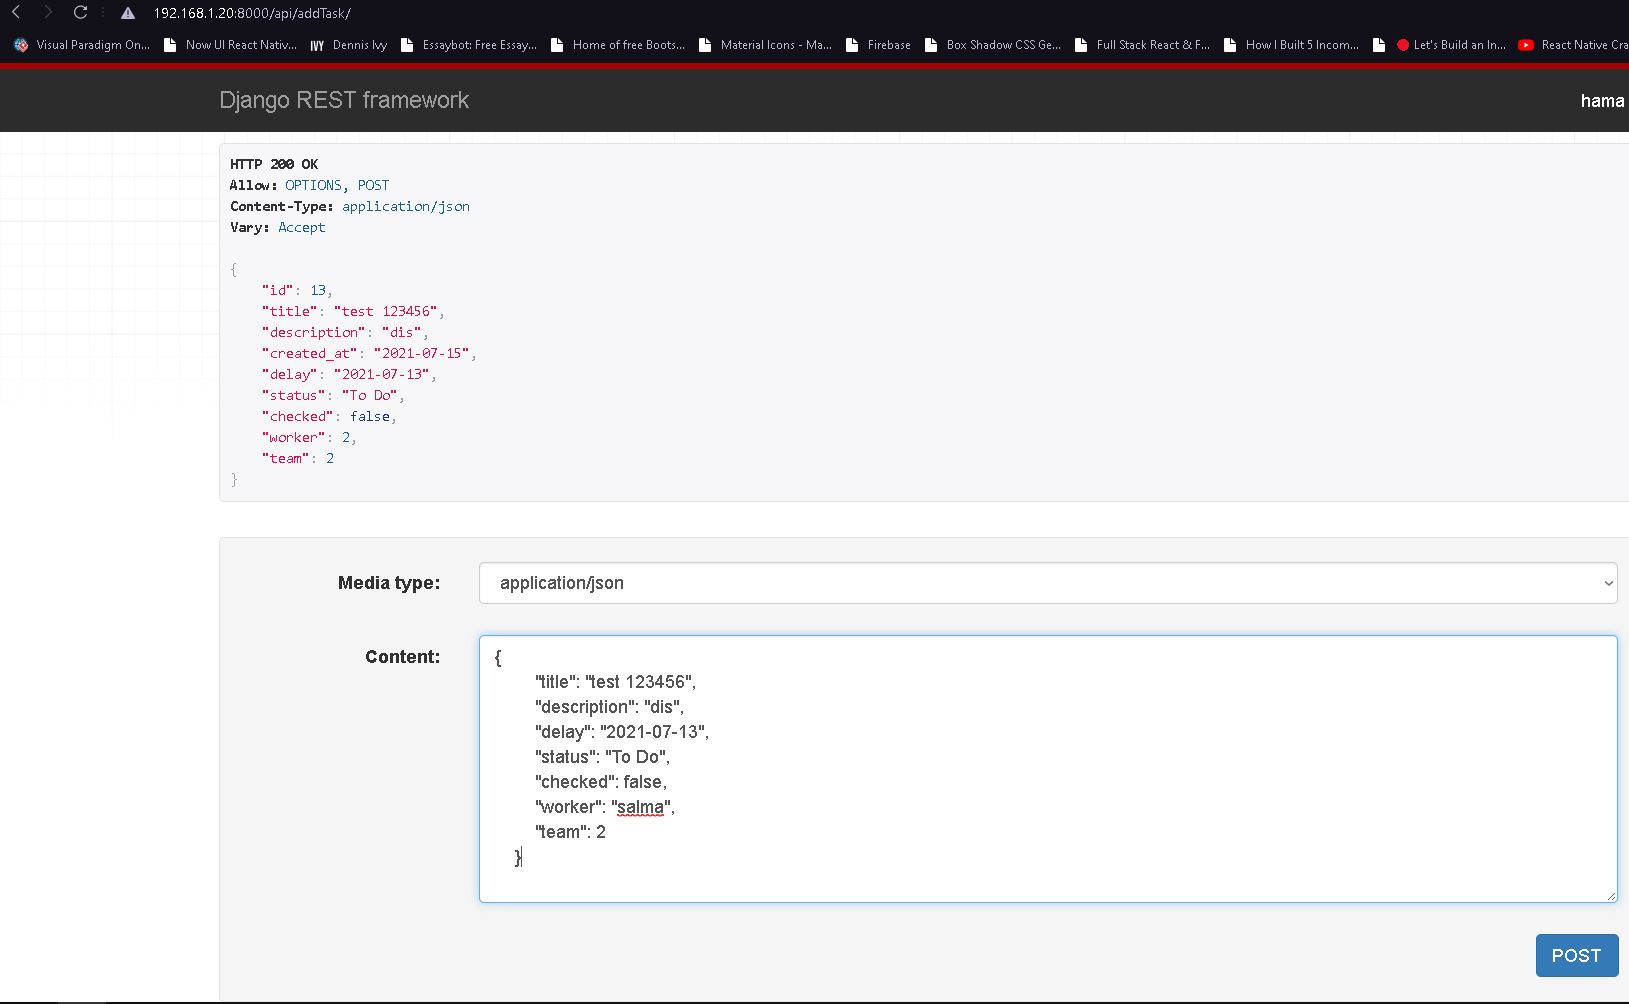 192.168.1.20:8000/api/addTask/
Visual Paradigm On... Now UI React Nativ... IVY Dennis Ivy Essaybot: Free Essay... Home of free Boots... Material Icons - Ma... Firebase Box Shadow CSS Ge... Full Stack React & F... How I Built 5 Incom... Let's Build an In... React Native Cra
Django REST framework hama
HTTP 200 OK
Allow: OPTIONS, POST
Content-Type: application/json
Vary: Accept
{
"id": 13,
"title": "test 123456",
"description": "dis",
"created_at": "2021-07-15",
"delay": "2021-07-13",
"status": "To Do",
"checked": false,
"worker": 2,
"team": 2
}
Media type: application/json
Content: {
"title": "test 123456",
"description": "dis",
"delay": "2021-07-13",
"status": "To Do",
"checked": false,
"worker": "salma",
"team": 2
}
POST